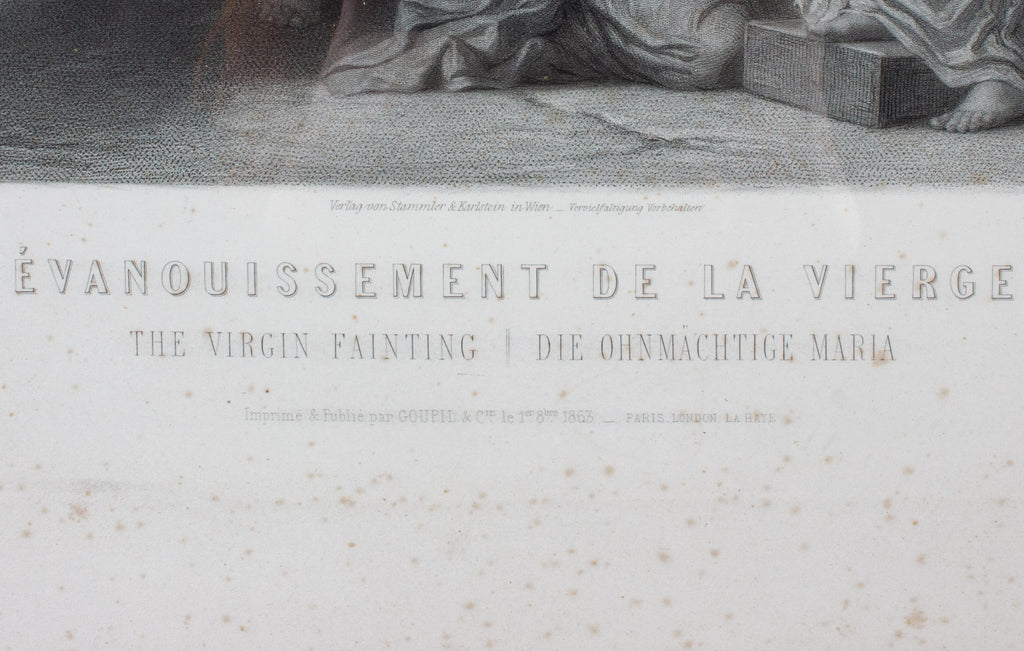 Verlag von Stammler & Karlstein in Wien _ Vervielfältigung Vorbehalten
ÉVANOUISSEMENT DE LA VIERGE
THE VIRGIN FAINTING || DIE OHNMÄCHTIGE MARIA
Imprimé & Publié par GOUPIL & Cie le 1er 8bre 1863 _ PARIS. LONDON. LA HAYE